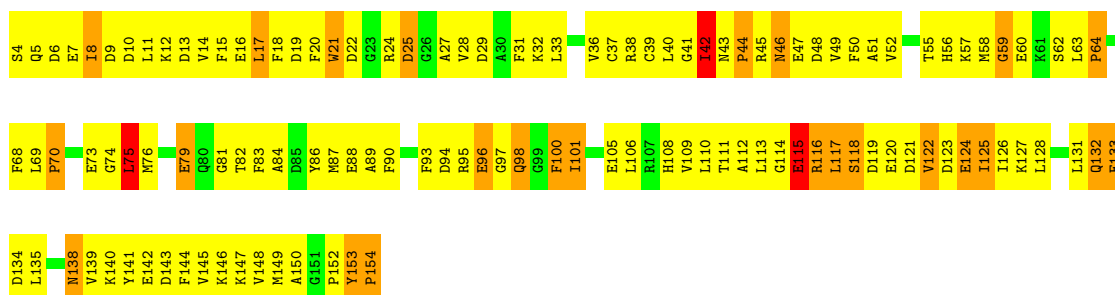 S4 Q5 D6 E7 I8 D9 D10 L11 K12 D13 V14 F15 E16 L17 F18 D19 F20 W21 D22 G23 R24 D25 G26 A27 V28 D29 A30 F31 K32 L33 V36 C37 R38 C39 L40 G41 I42 N43 P44 R45 N46 E47 D48 V49 F50 A51 V52 T55 H56 K57 M58 G59 E60 K61 S62 L63 P64
F68 L69 P70 E73 G74 L75 M76 E79 Q80 G81 T82 F83 A84 D85 Y86 M87 E88 A89 F90 F93 D94 R95 E96 G97 Q98 G99 F100 I101 E105 L106 R107 H108 V109 L110 T111 A112 L113 G114 E115 R116 L117 S118 D119 E120 D121 V122 D123 E124 I125 I126 K127 L128 L131 Q132 E133
D134 L135 N138 V139 K140 Y141 E142 D143 F144 V145 K146 K147 V148 M149 A150 G151 P152 Y153 P154